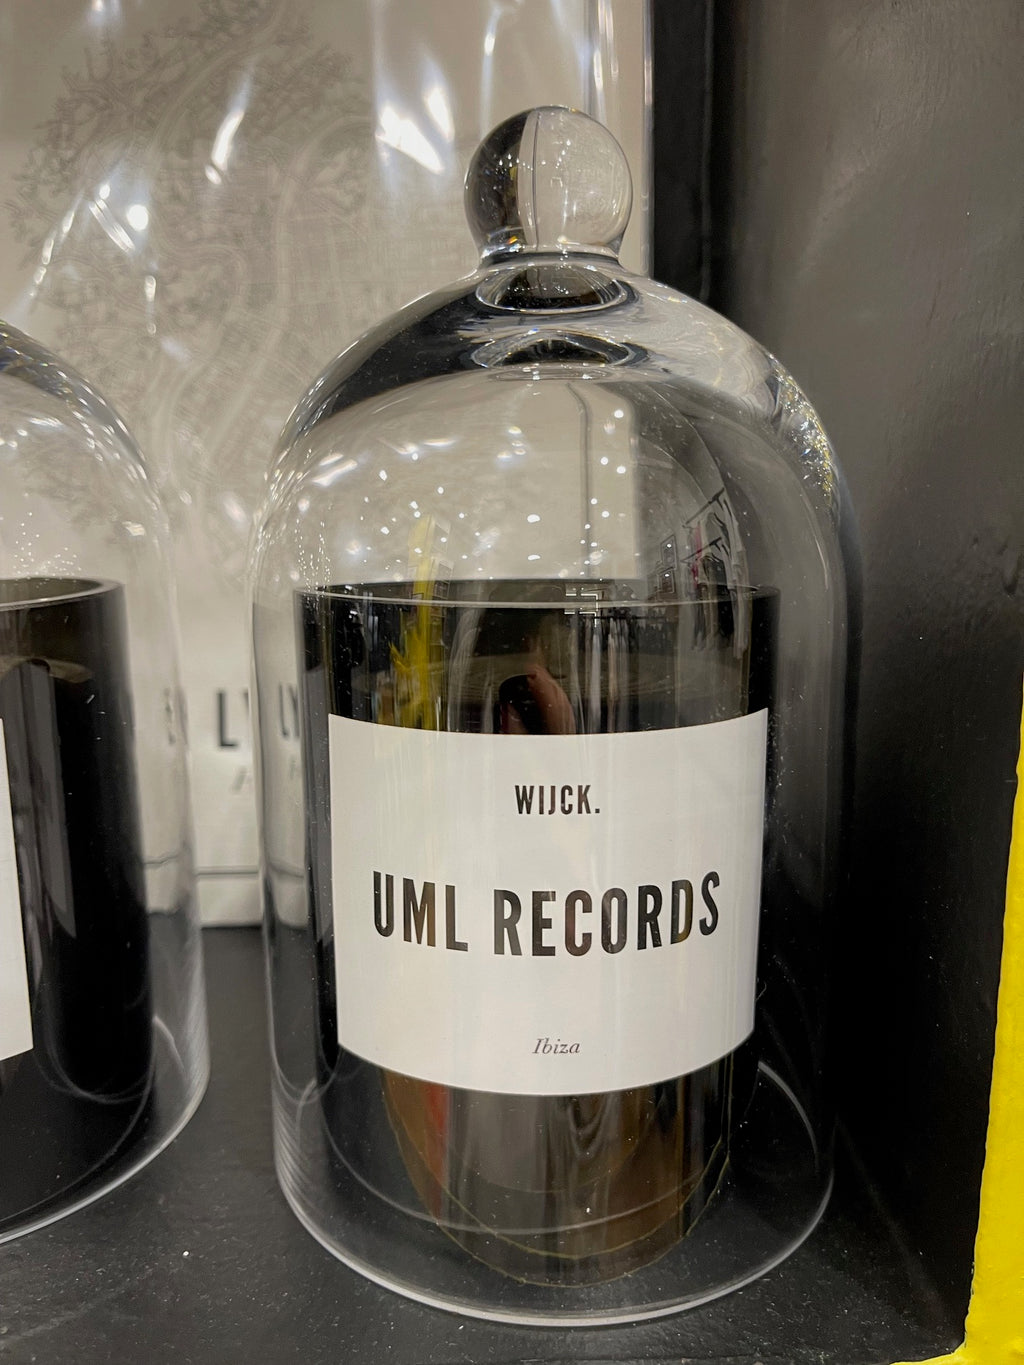 WIJCK.
UML RECORDS
Ibiza